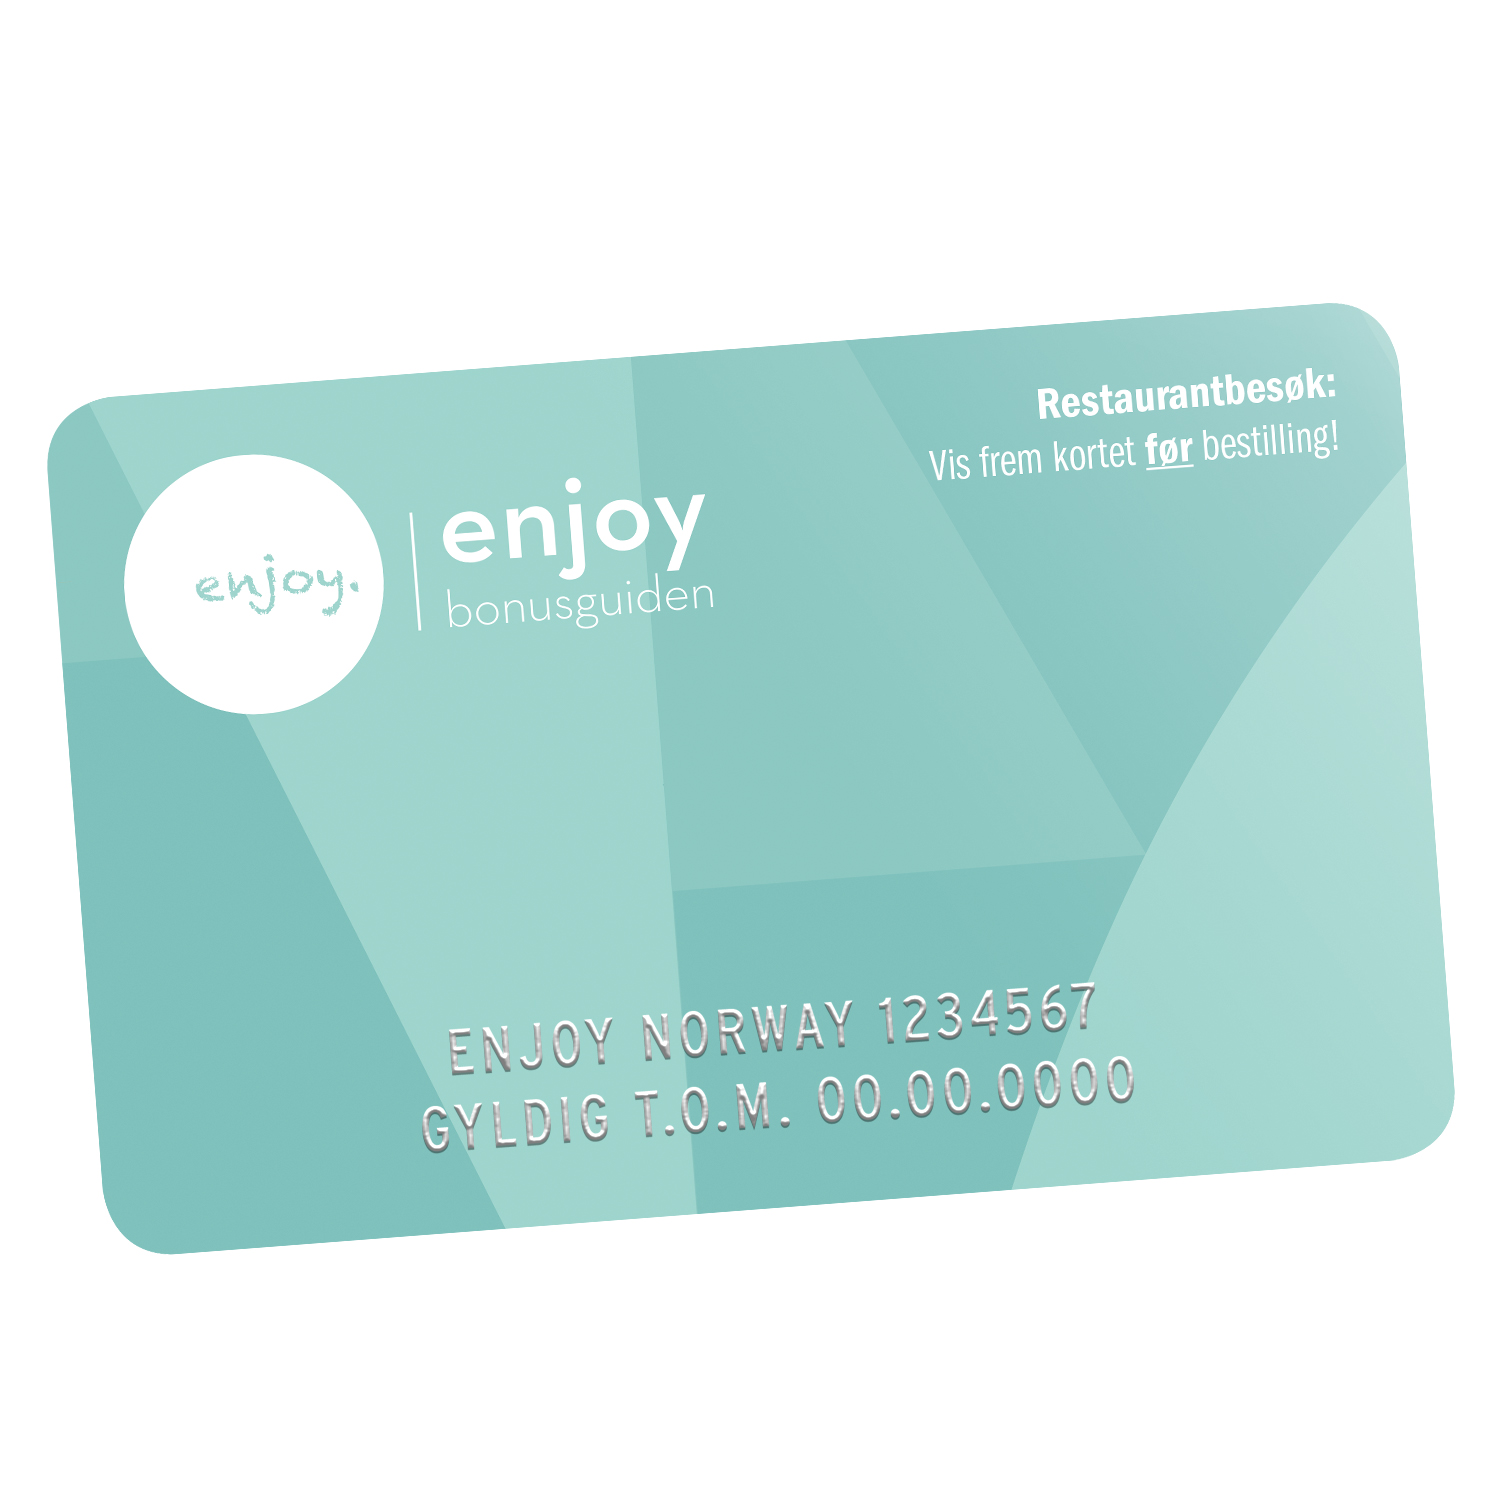 Restaurantbesøk:
Vis frem kortet før bestilling!
enjoy.
enjoy
bonusguiden
ENJOY NORWAY 1234567
GYLDIG T.O.M. 00.00.0000